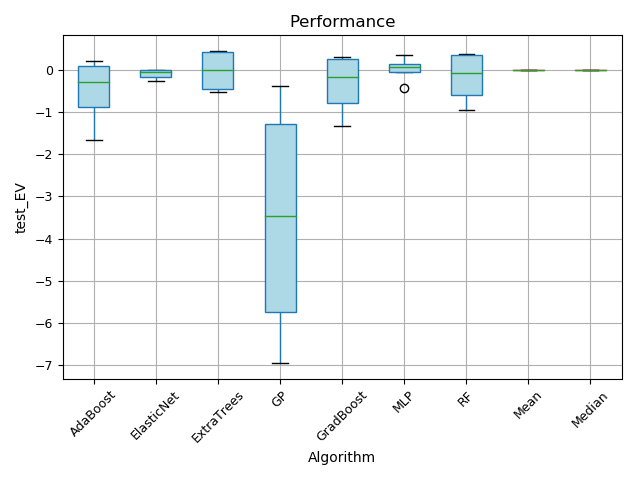 Performance
test_EV
0
−1
−2
−3
−4
−5
−6
−7
AdaBoost
ElasticNet
ExtraTrees
GP
GradBoost
MLP
RF
Mean
Median
Algorithm